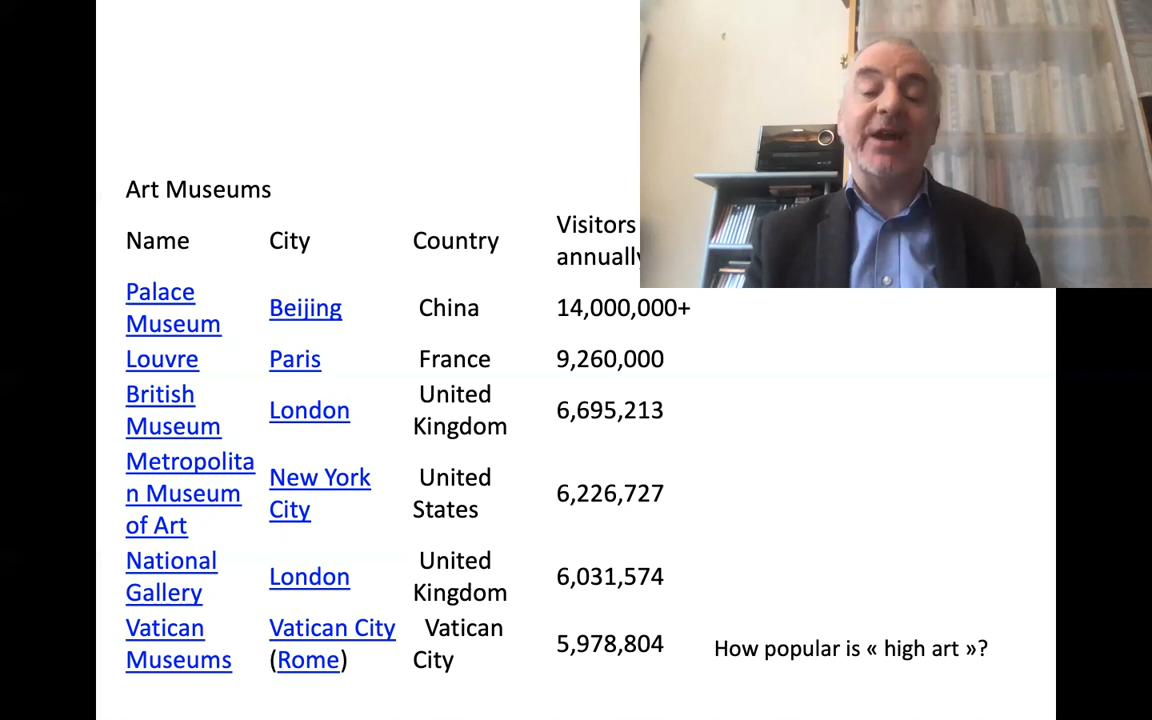 Art Museums
Name City Country Visitors
annually
Palace
Museum Beijing China 14,000,000+
Louvre Paris France 9,260,000
British
Museum London United
Kingdom 6,695,213
Metropolita
n Museum
of Art New York
City United
States 6,226,727
National
Gallery London United
Kingdom 6,031,574
Vatican
Museums Vatican City
(Rome) Vatican
City 5,978,804
How popular is « high art »?